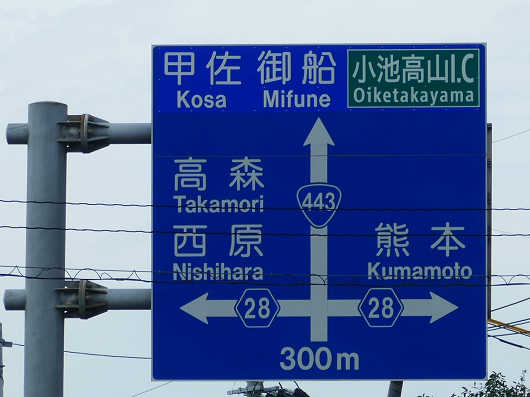 甲佐 御船 小池高山I.C
Kosa Mifune Oiketakayama
高森
Takamori
443
西原 熊本
Nishihara Kumamoto
28 28
300m